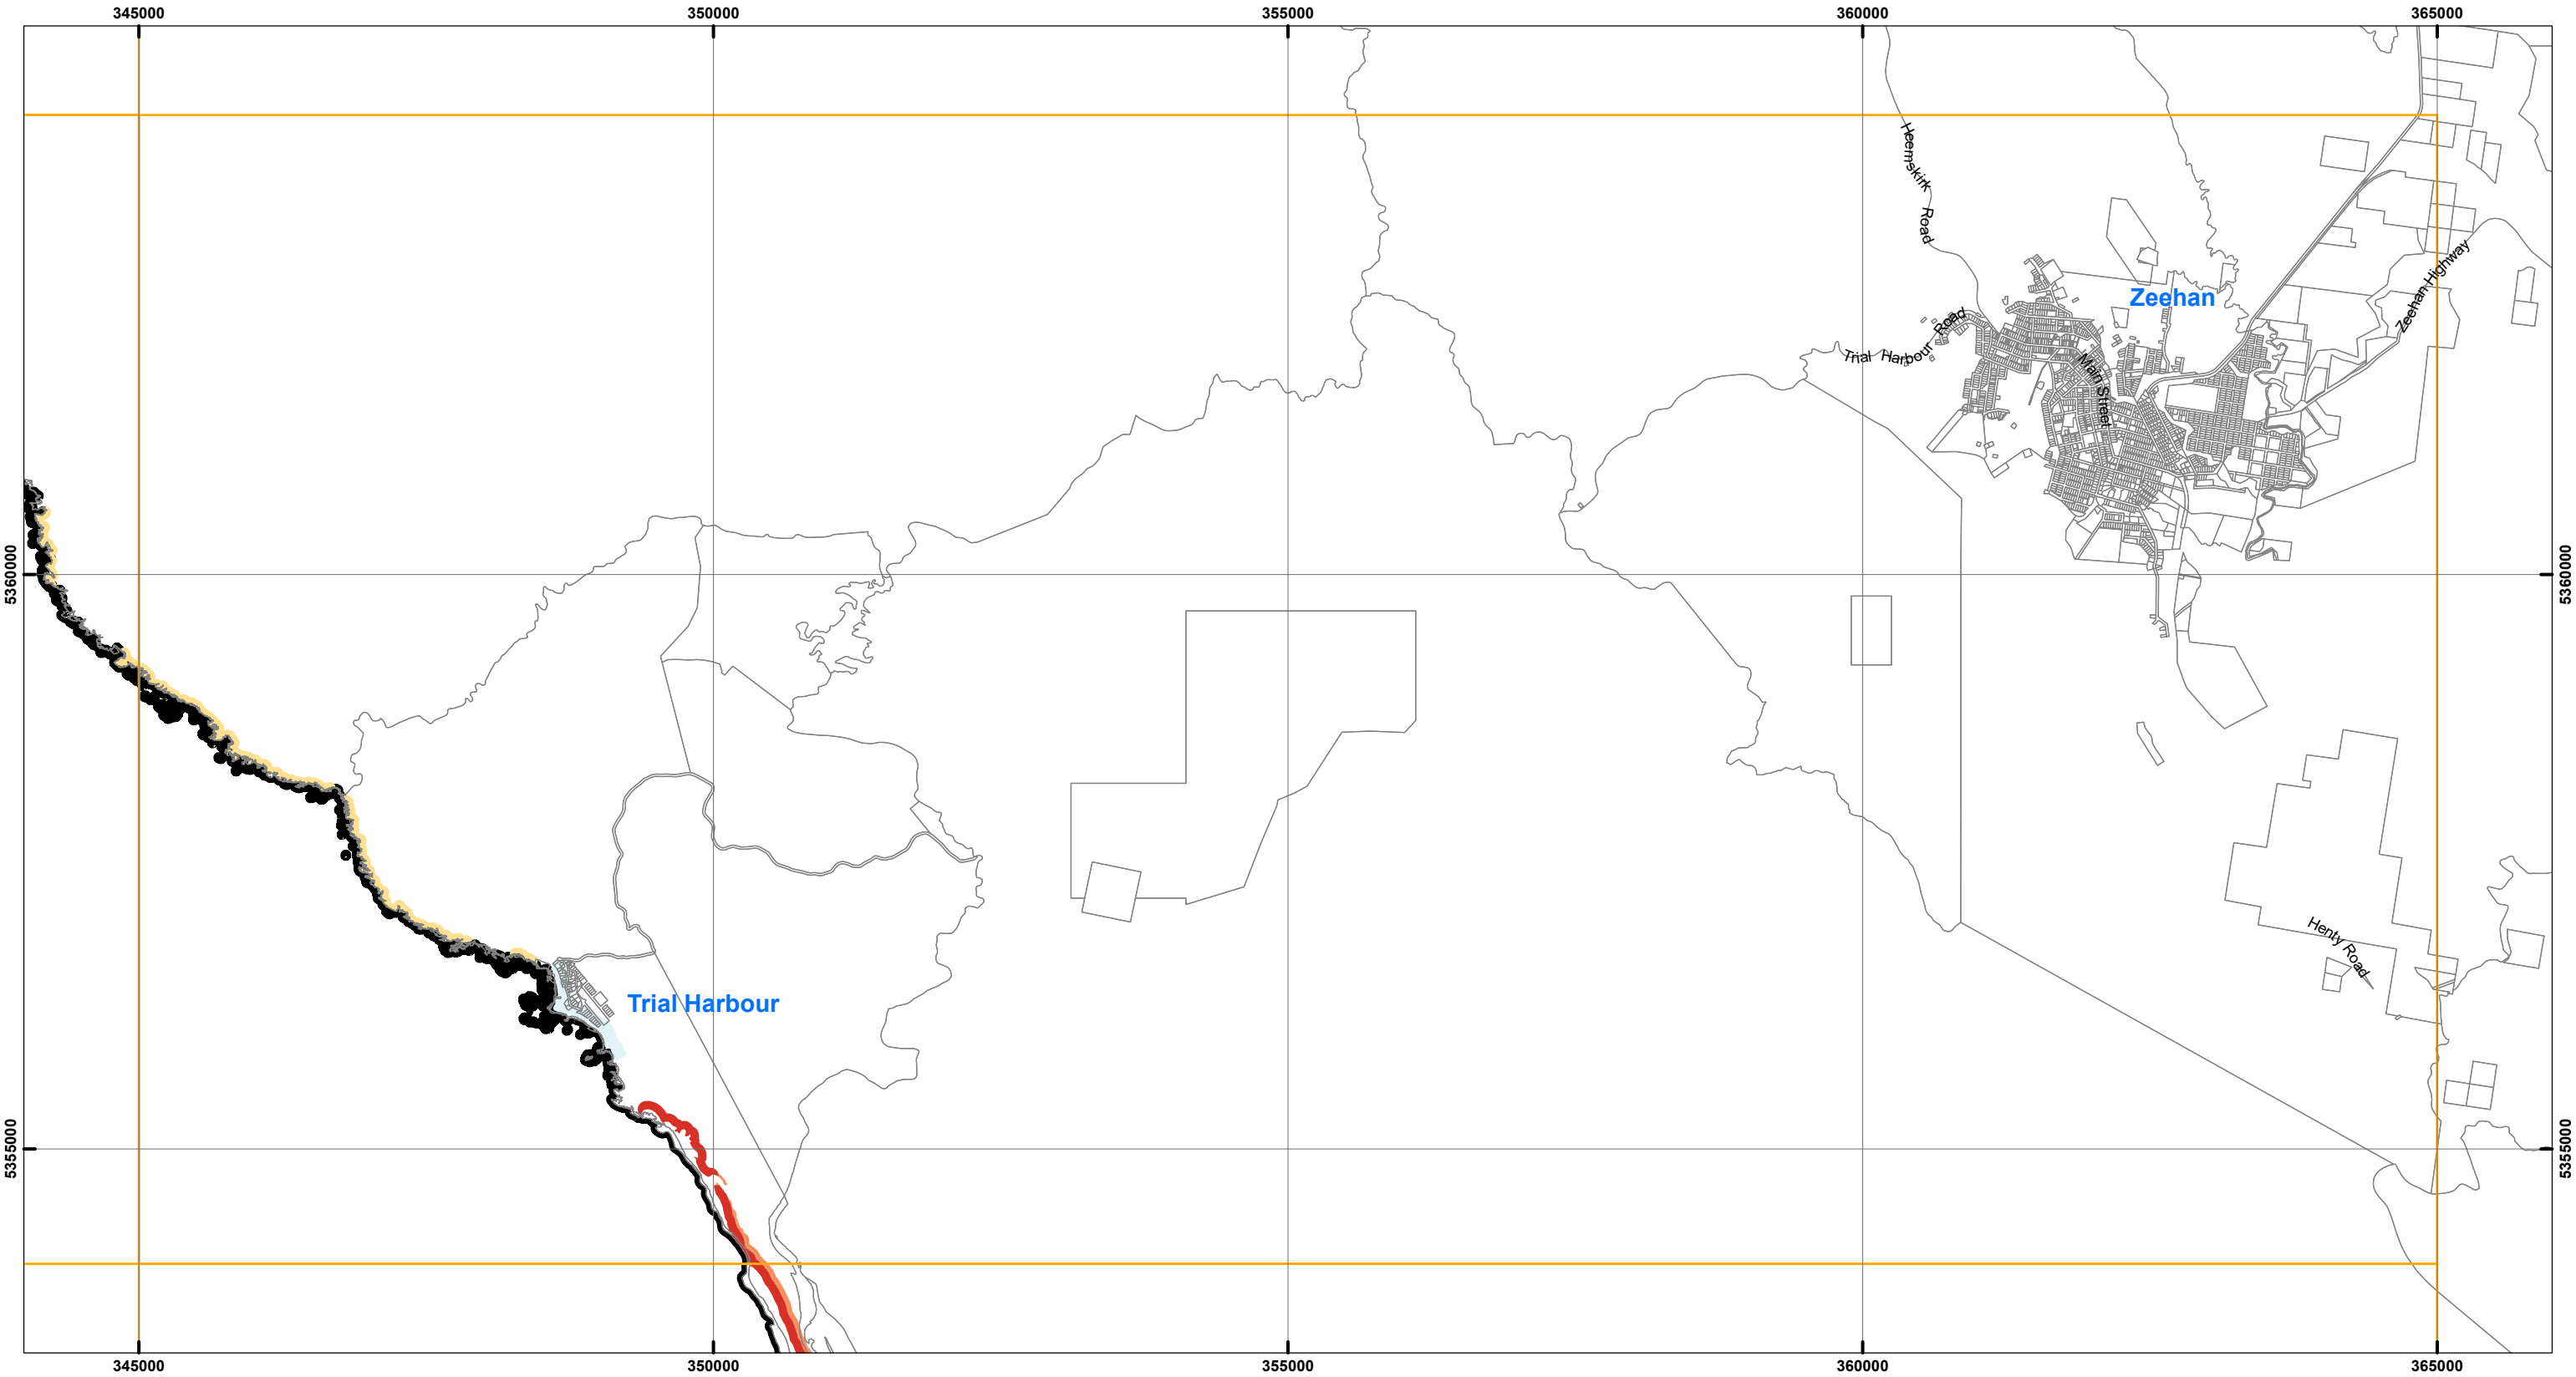 345000
350000
355000
360000
365000
Heemskirk
Road
Zeehan Highway
Zeehan
Trial Harbour Road
Main Street
5360000
5360000
Henty Road
Trial Harbour
5355000
5355000
345000
350000
355000
360000
365000